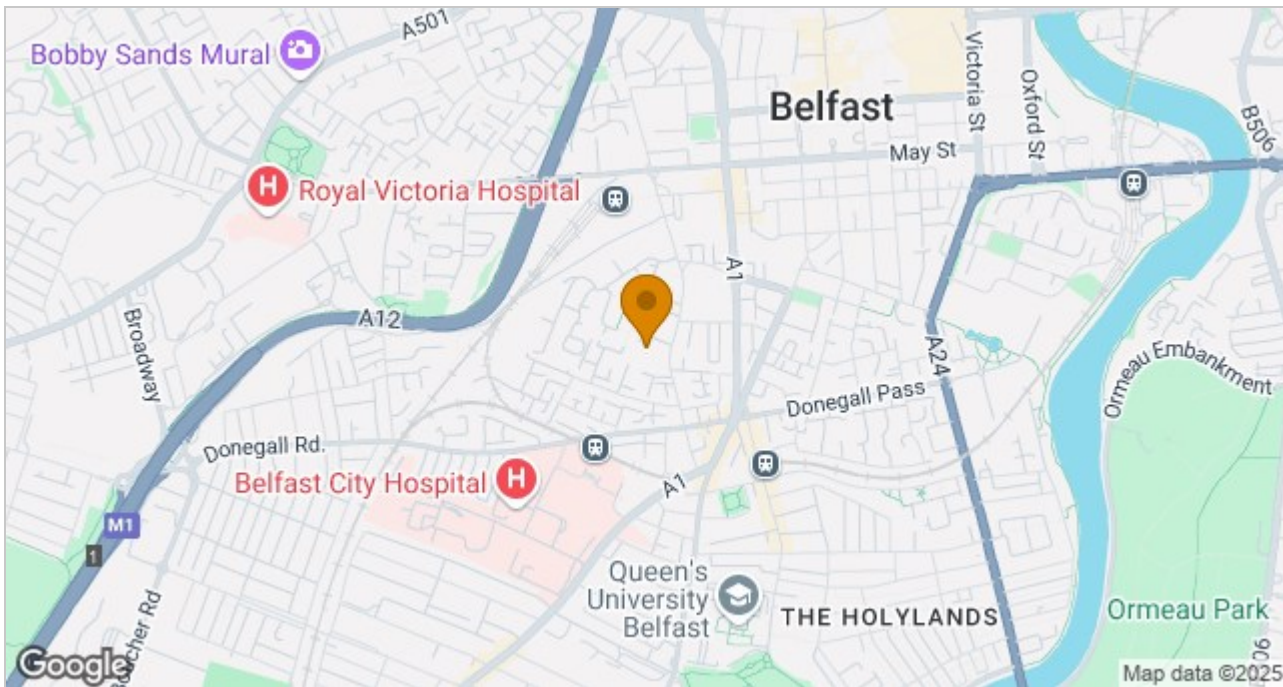 A501
Bobby Sands Mural
Belfast
Victoria St
Oxford St
B506
May St
H
Royal Victoria Hospital
A1
A12
Broadway
A24
Ormeau Embankment
Donegall Pass
Donegall Rd.
Belfast City Hospital
H
A1
M1
1
Queen's
University
Belfast
THE HOLYLANDS
Ormeau Park
Google
Map data ©2025